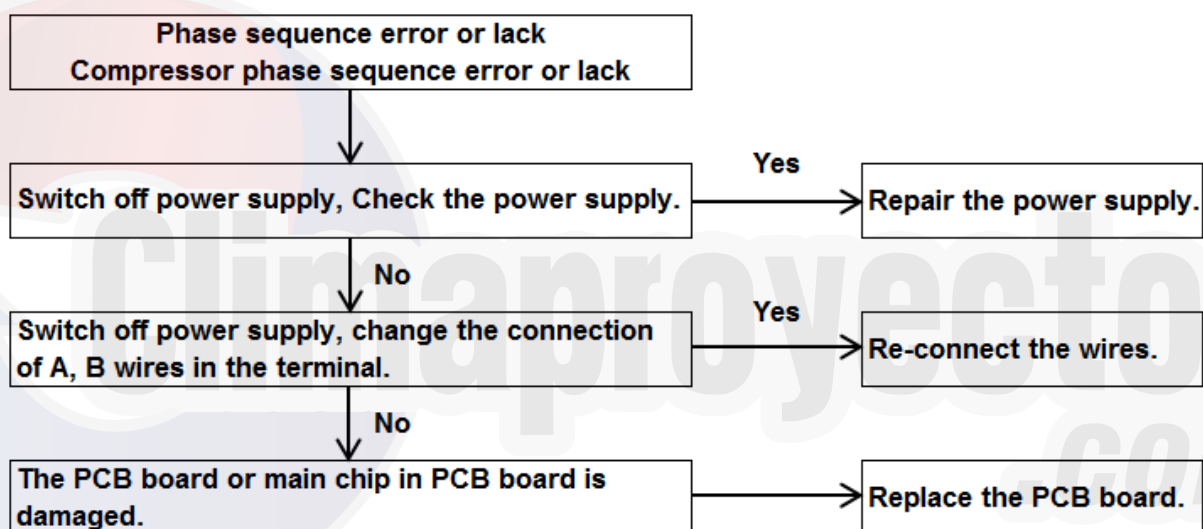 Phase sequence error or lack
Compressor phase sequence error or lack
Yes
Switch off power supply, Check the power supply.
Repair the power supply.
No
Switch off power supply, change the connection
of A, B wires in the terminal.
Yes
Re-connect the wires.
No
The PCB board or main chip in PCB board is
damaged.
Replace the PCB board.
Climaproyecto
.co